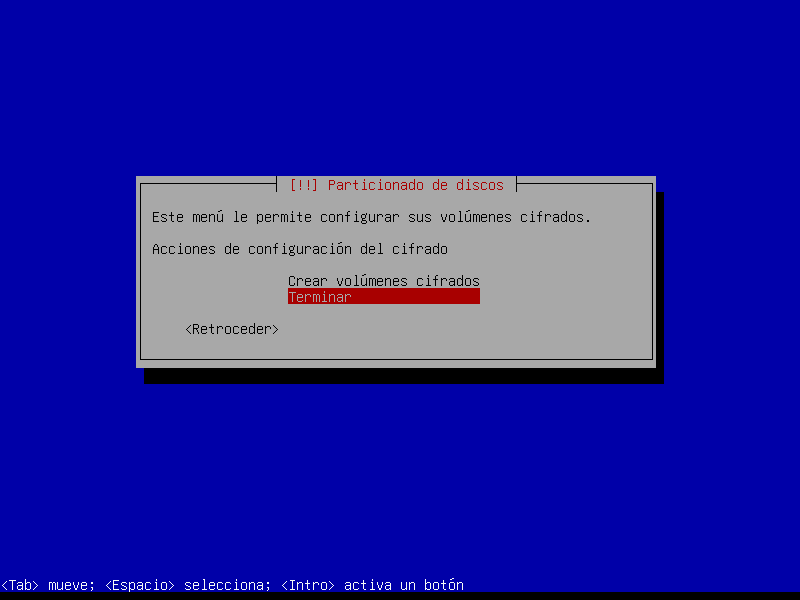 [!!] Particionado de discos
Este menú le permite configurar sus volúmenes cifrados.
Acciones de configuración del cifrado
Crear volúmenes cifrados
Terminar
<Retroceder>
<Tab> mueve; <Espacio> selecciona; <Intro> activa un botón